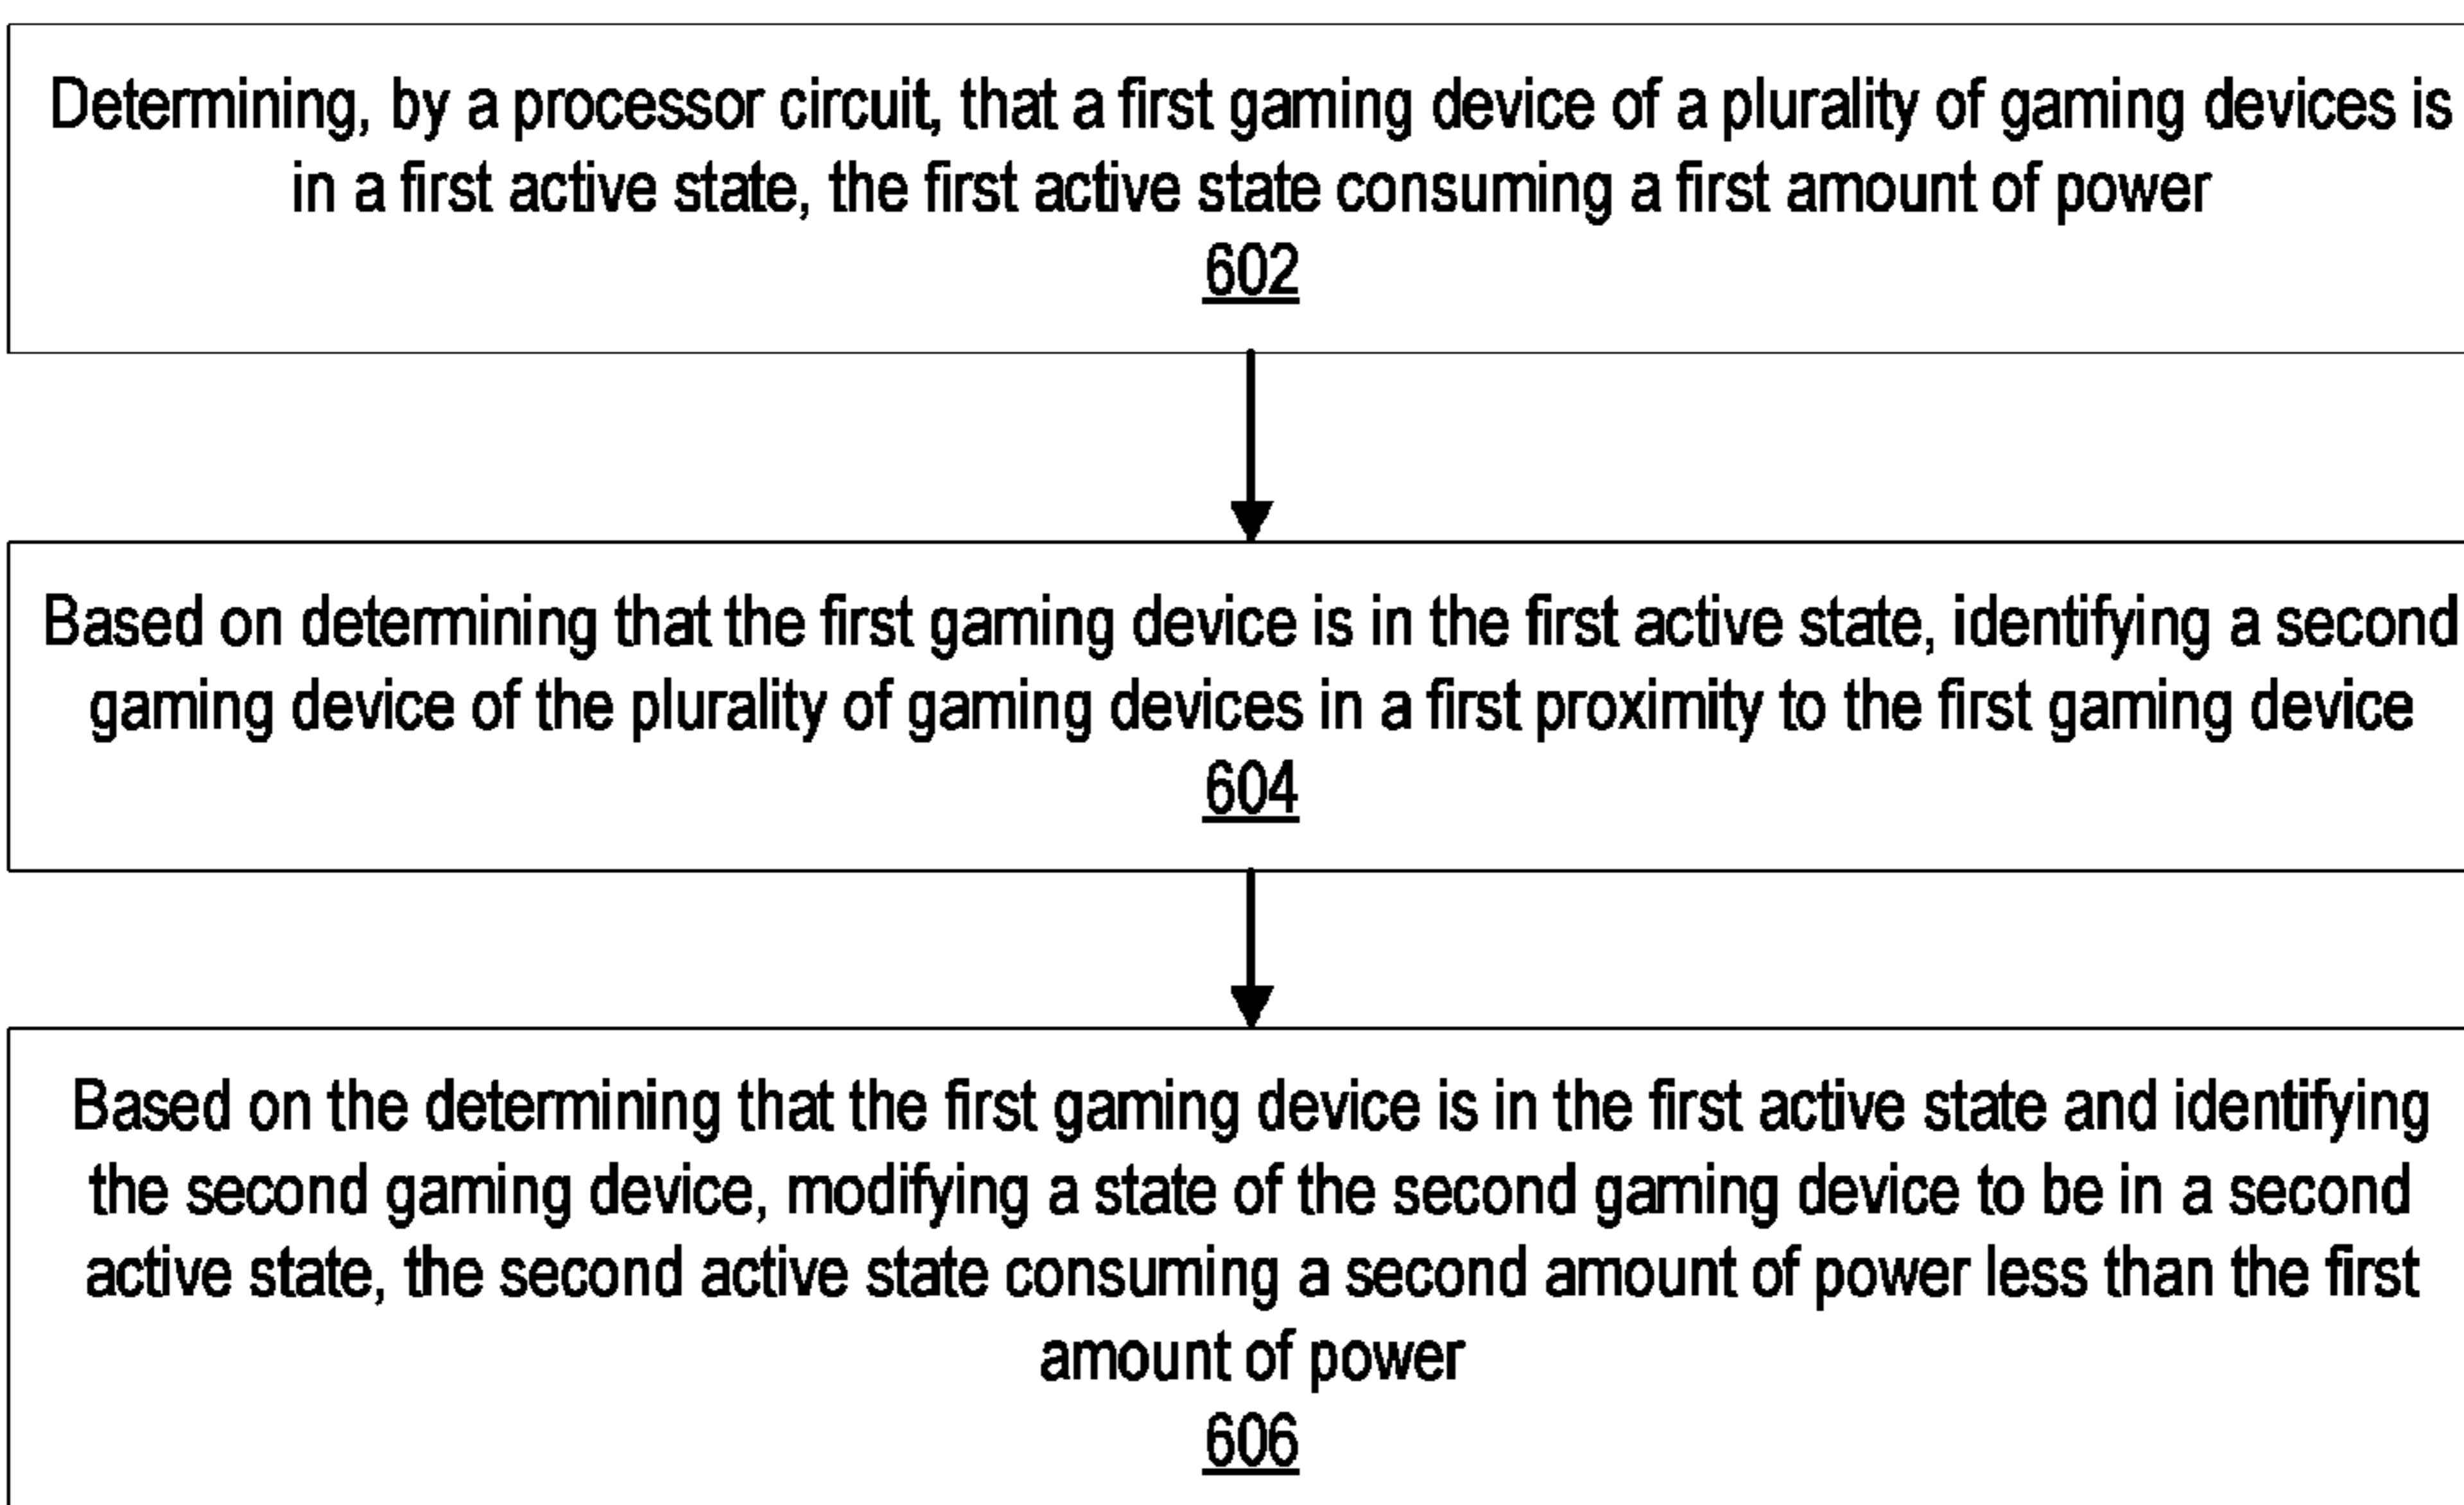 Determining, by a processor circuit, that a first gaming device of a plurality of gaming devices is
in a first active state, the first active state consuming a first amount of power
602
Based on determining that the first gaming device is in the first active state, identifying a second
gaming device of the plurality of gaming devices in a first proximity to the first gaming device
604
Based on the determining that the first gaming device is in the first active state and identifying
the second gaming device, modifying a state of the second gaming device to be in a second
active state, the second active state consuming a second amount of power less than the first
amount of power
606